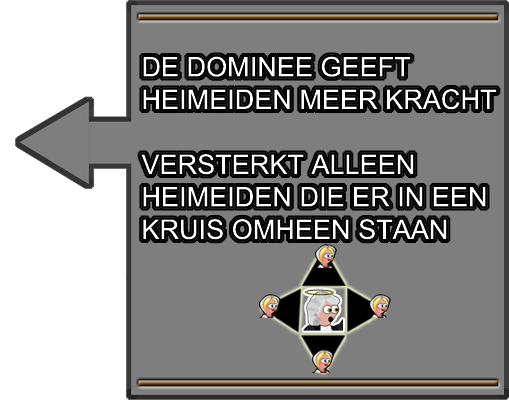 DE DOMINEE GEEFT
HEIMEIDEN MEER KRACHT
VERSTERKT ALLEEN
HEIMEIDEN DIE ER IN EEN
KRUIS OMHEEN STAAN